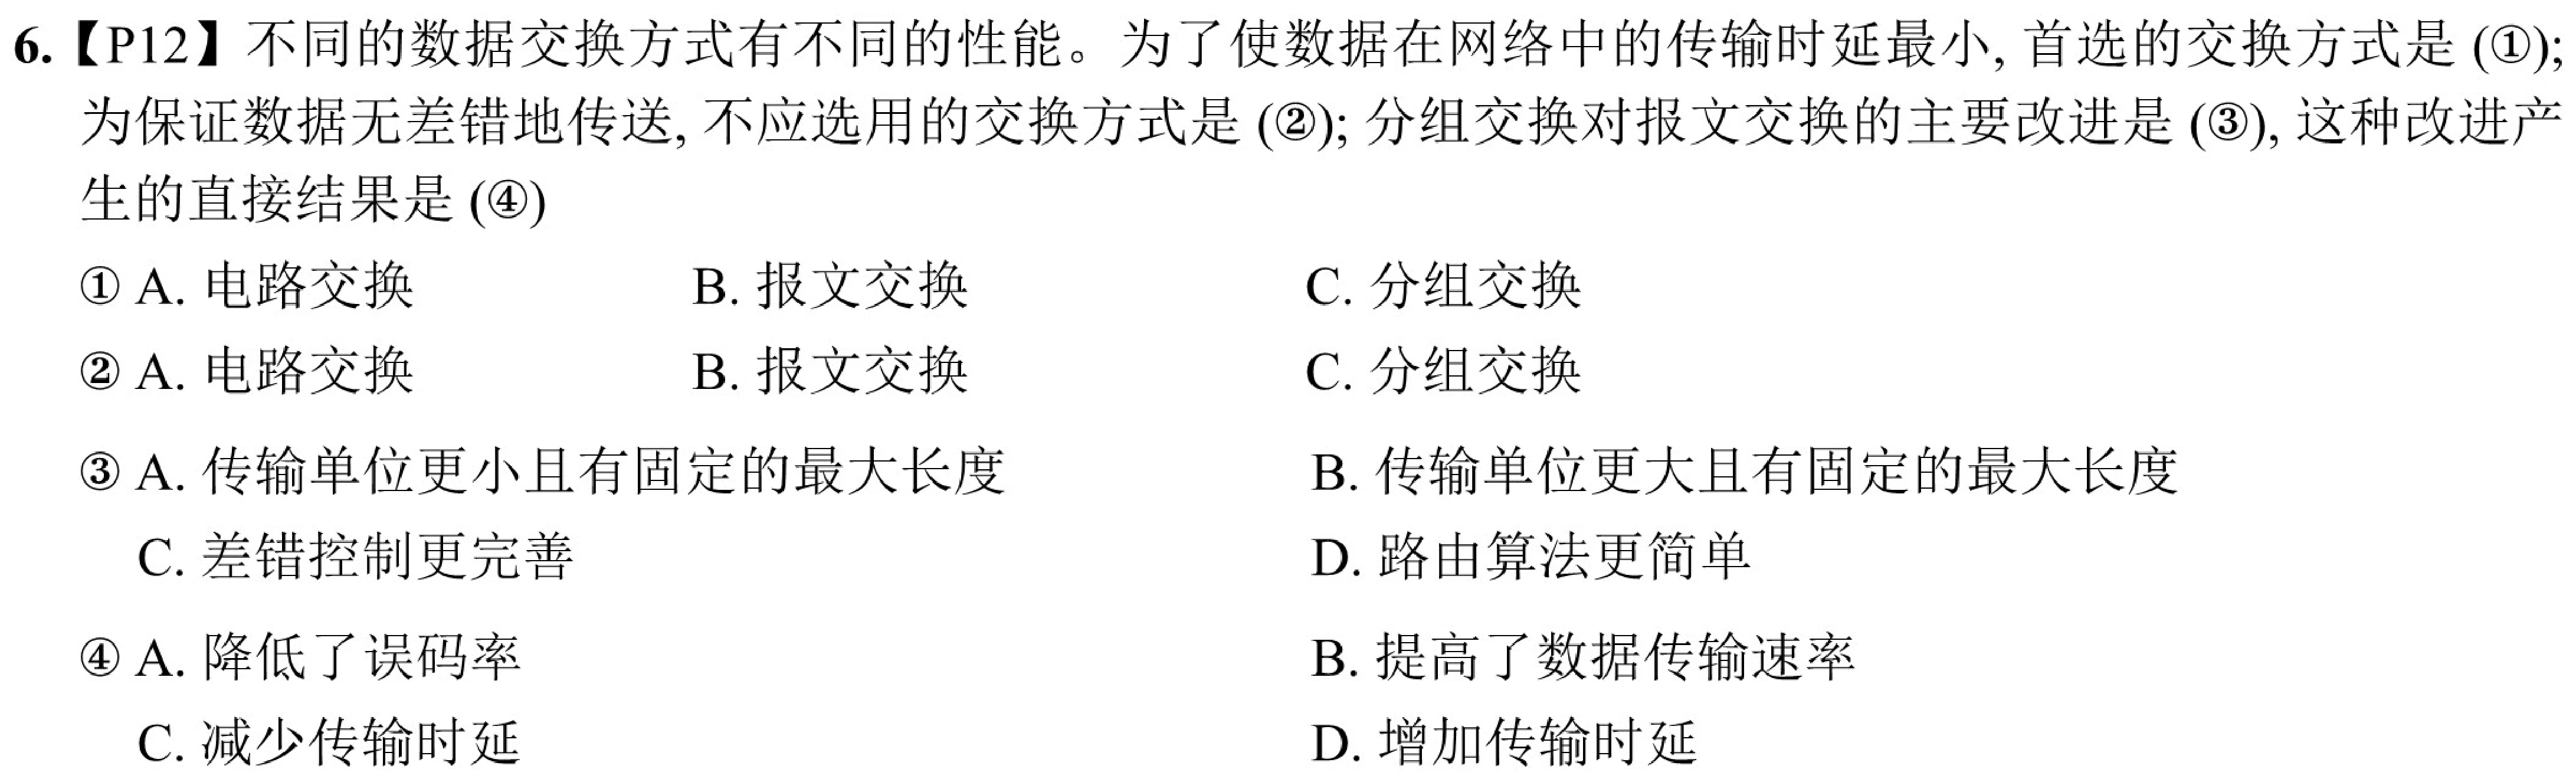 6.【P12】不同的数据交换方式有不同的性能。为了使数据在网络中的传输时延最小, 首选的交换方式是 (①);
为保证数据无差错地传送, 不应选用的交换方式是 (②); 分组交换对报文交换的主要改进是 (③), 这种改进产
生的直接结果是 (④)
① A. 电路交换 B. 报文交换 C. 分组交换
② A. 电路交换 B. 报文交换 C. 分组交换
③ A. 传输单位更小且有固定的最大长度 B. 传输单位更大且有固定的最大长度
C. 差错控制更完善 D. 路由算法更简单
④ A. 降低了误码率 B. 提高了数据传输速率
C. 减少传输时延 D. 增加传输时延